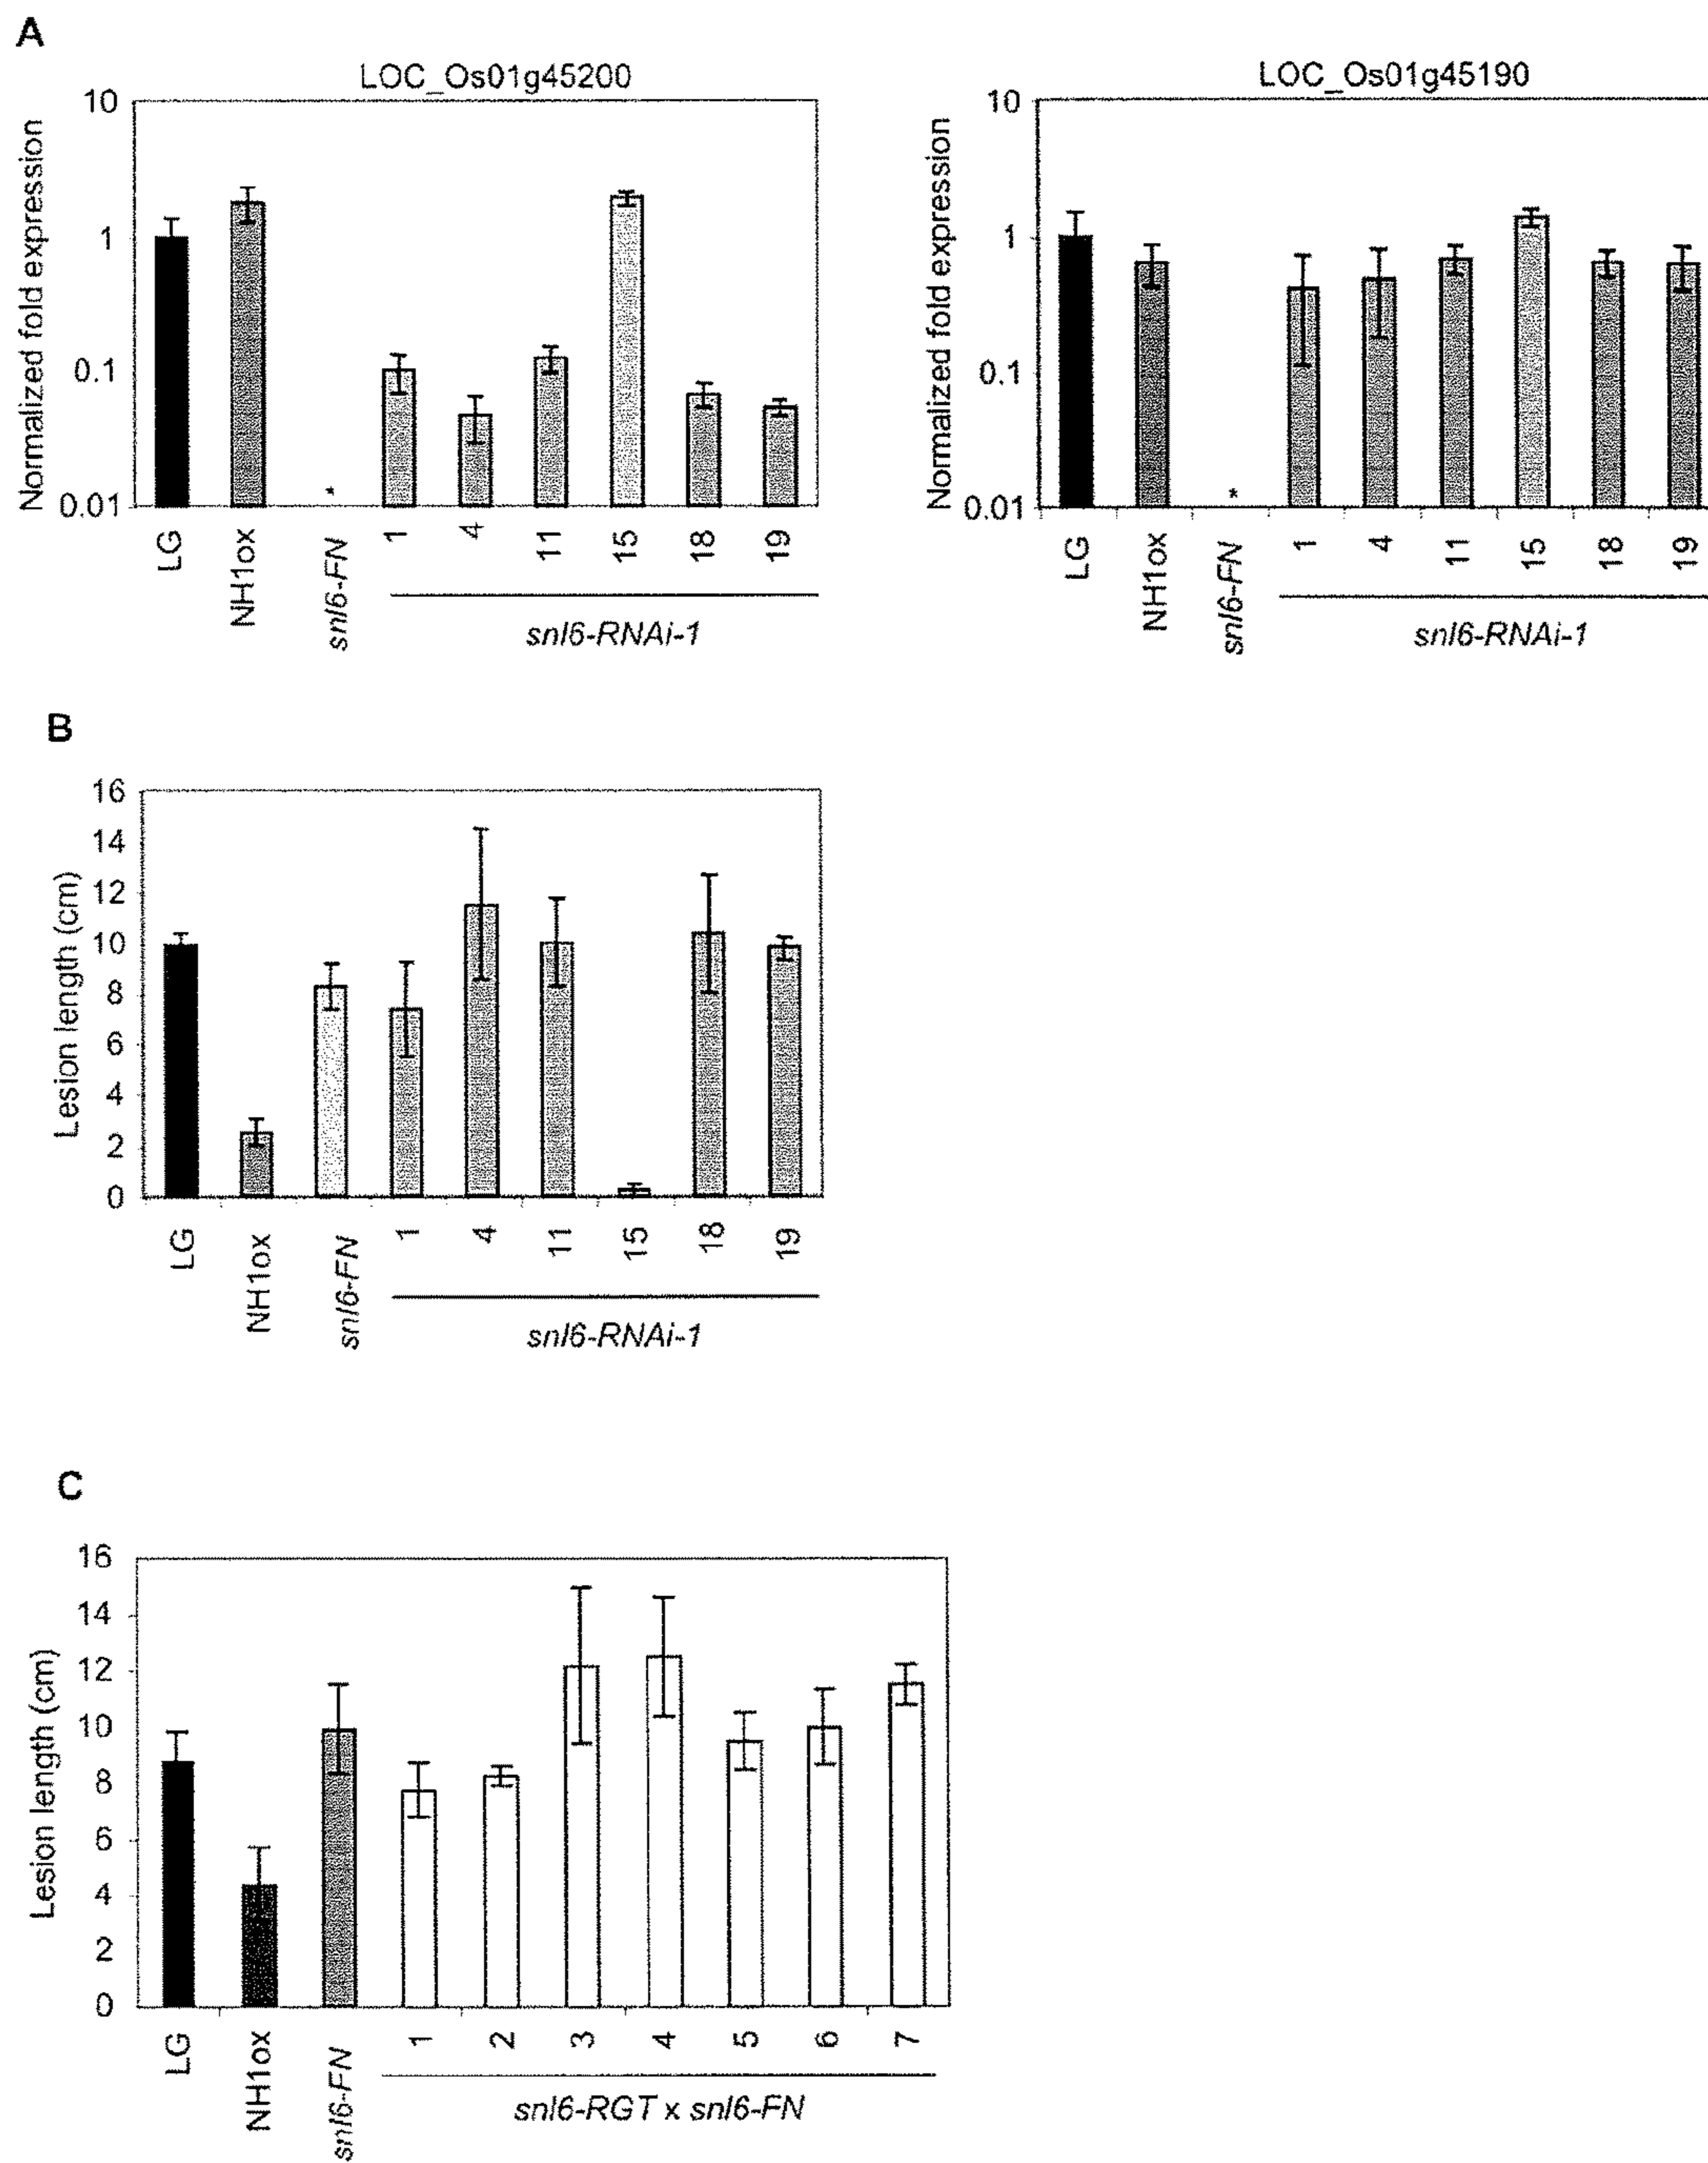 A
LOC_Os01g45200
Normalized fold expression
10
1
0.1
0.01
*
LG
NH1ox
snl6-FN
1
4
11
15
18
19
snl6-RNAi-1
LOC_Os01g45190
Normalized fold expression
10
1
0.1
0.01
*
LG
NH1ox
snl6-FN
1
4
11
15
18
19
snl6-RNAi-1
B
Lesion length (cm)
16
14
12
10
8
6
4
2
0
LG
NH1ox
snl6-FN
1
4
11
15
18
19
snl6-RNAi-1
C
Lesion length (cm)
16
14
12
10
8
6
4
2
0
LG
NH1ox
snl6-FN
1
2
3
4
5
6
7
snl6-RGT x snl6-FN